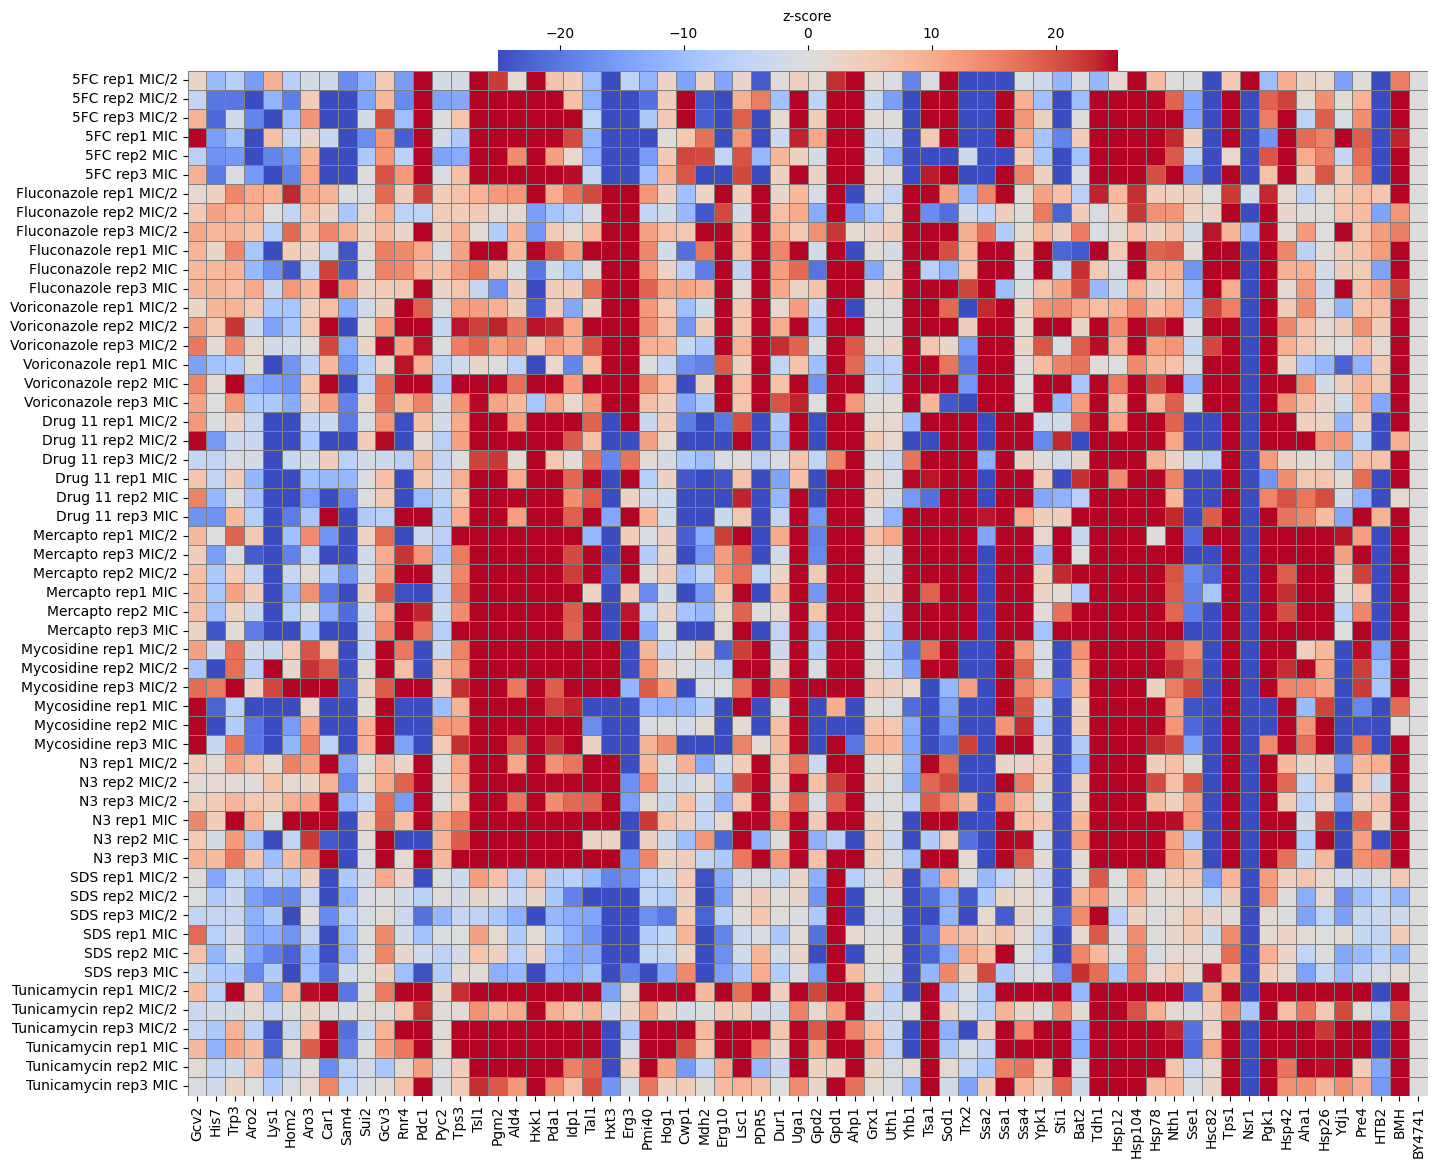 z-score
−20 −10 0 10 20
5FC rep1 MIC/2
5FC rep2 MIC/2
5FC rep3 MIC/2
5FC rep1 MIC
5FC rep2 MIC
5FC rep3 MIC
Fluconazole rep1 MIC/2
Fluconazole rep2 MIC/2
Fluconazole rep3 MIC/2
Fluconazole rep1 MIC
Fluconazole rep2 MIC
Fluconazole rep3 MIC
Voriconazole rep1 MIC/2
Voriconazole rep2 MIC/2
Voriconazole rep3 MIC/2
Voriconazole rep1 MIC
Voriconazole rep2 MIC
Voriconazole rep3 MIC
Drug 11 rep1 MIC/2
Drug 11 rep2 MIC/2
Drug 11 rep3 MIC/2
Drug 11 rep1 MIC
Drug 11 rep2 MIC
Drug 11 rep3 MIC
Mercapto rep1 MIC/2
Mercapto rep3 MIC/2
Mercapto rep2 MIC/2
Mercapto rep1 MIC
Mercapto rep2 MIC
Mercapto rep3 MIC
Mycosidine rep1 MIC/2
Mycosidine rep2 MIC/2
Mycosidine rep3 MIC/2
Mycosidine rep1 MIC
Mycosidine rep2 MIC
Mycosidine rep3 MIC
N3 rep1 MIC/2
N3 rep2 MIC/2
N3 rep3 MIC/2
N3 rep1 MIC
N3 rep2 MIC
N3 rep3 MIC
SDS rep1 MIC/2
SDS rep2 MIC/2
SDS rep3 MIC/2
SDS rep1 MIC
SDS rep2 MIC
SDS rep3 MIC
Tunicamycin rep1 MIC/2
Tunicamycin rep2 MIC/2
Tunicamycin rep3 MIC/2
Tunicamycin rep1 MIC
Tunicamycin rep2 MIC
Tunicamycin rep3 MIC
Gcv2 His7 Trp3 Aro2 Lys1 Hom2 Aro3 Car1 Sam4 Sui2 Gcv3 Rnr4 Pdc1 Pyc2 Tps3 Tsl1 Pgm2 Ald4 Hxk1 Pda1 Idp1 Tal1 Hxt3 Erg3 Pmi40 Hog1 Cwp1 Mdh2 Erg10 Lsc1 PDR5 Dur1 Uga1 Gpd2 Gpd1 Ahp1 Grx1 Uth1 Yhb1 Tsa1 Sod1 Trx2 Ssa2 Ssa1 Ssa4 Ypk1 Sti1 Bat2 Tdh1 Hsp12 Hsp104 Hsp78 Nth1 Sse1 Hsc82 Tps1 Nsr1 Pgk1 Hsp42 Aha1 Hsp26 Ydj1 Pre4 HTB2 BMH BY4741